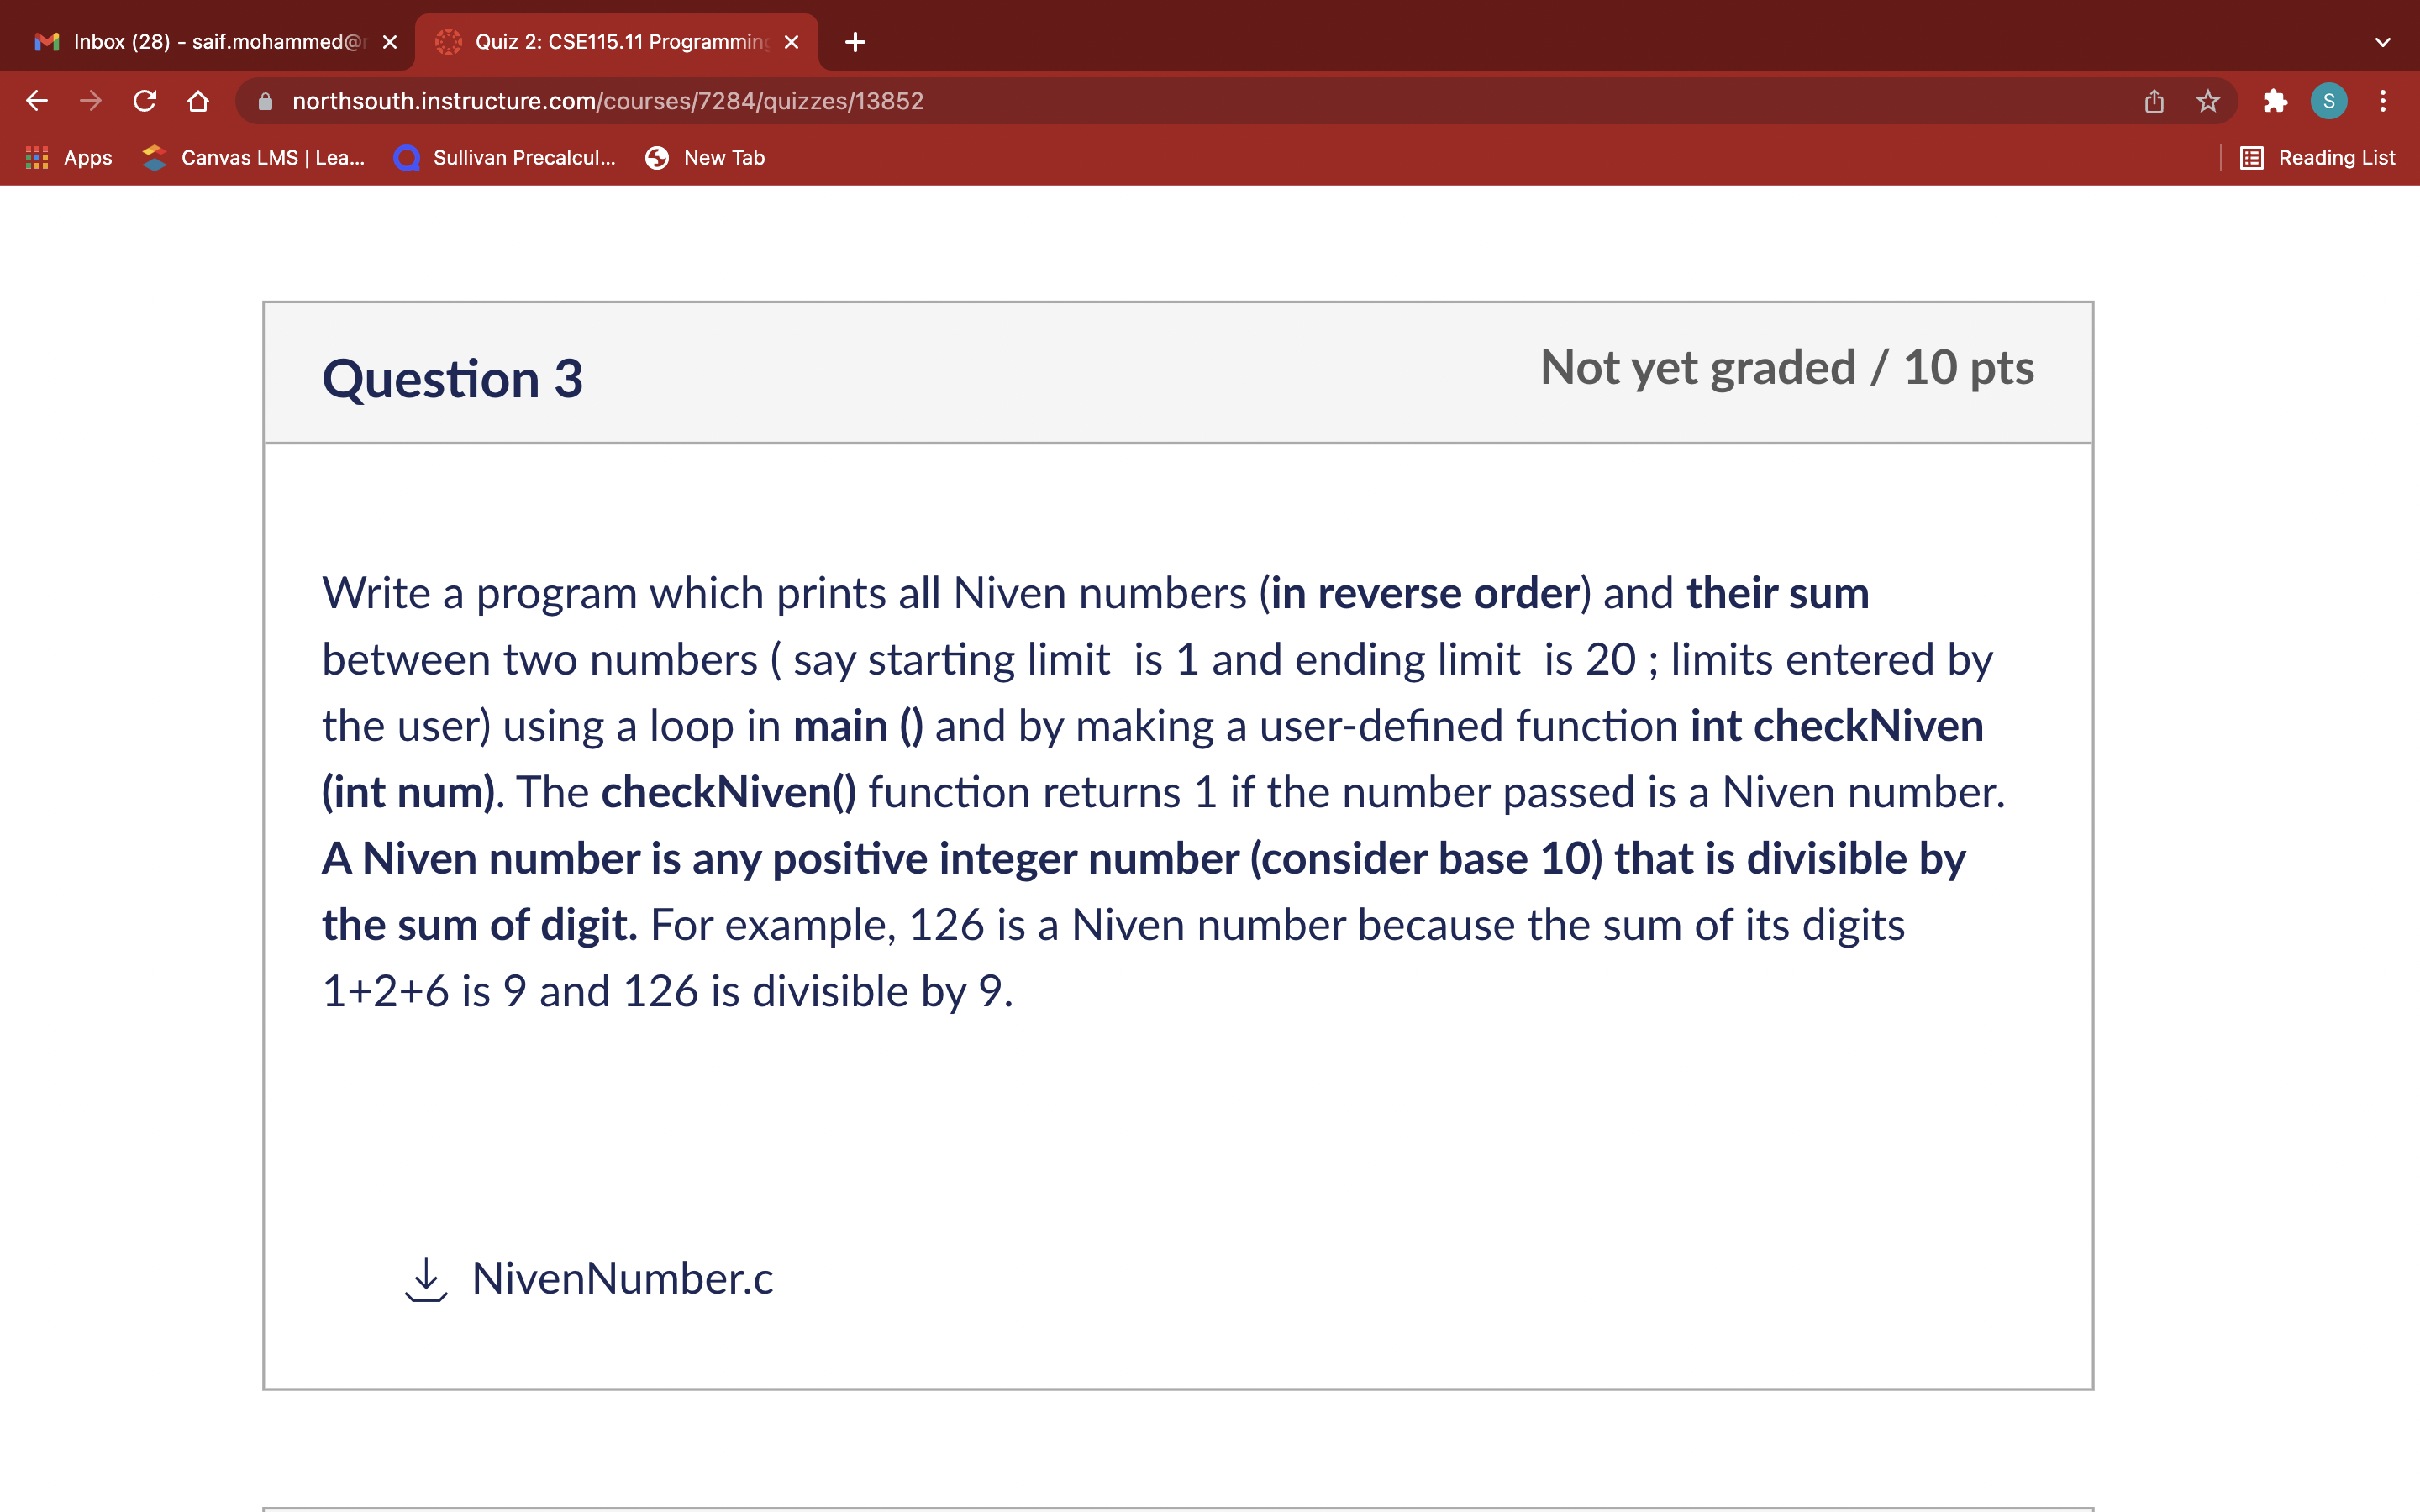 Inbox (28) - saif.mohammed@
Quiz 2: CSE115.11 Programming
northsouth.instructure.com/courses/7284/quizzes/13852
S
Apps
Canvas LMS | Lea...
Sullivan Precalcul...
New Tab
Reading List
Question 3
Not yet graded / 10 pts
Write a program which prints all Niven numbers (in reverse order) and their sum
between two numbers ( say starting limit  is 1 and ending limit  is 20 ; limits entered by
the user) using a loop in main () and by making a user-defined function int checkNiven
(int num). The checkNiven() function returns 1 if the number passed is a Niven number.
A Niven number is any positive integer number (consider base 10) that is divisible by
the sum of digit. For example, 126 is a Niven number because the sum of its digits
1+2+6 is 9 and 126 is divisible by 9.
NivenNumber.c